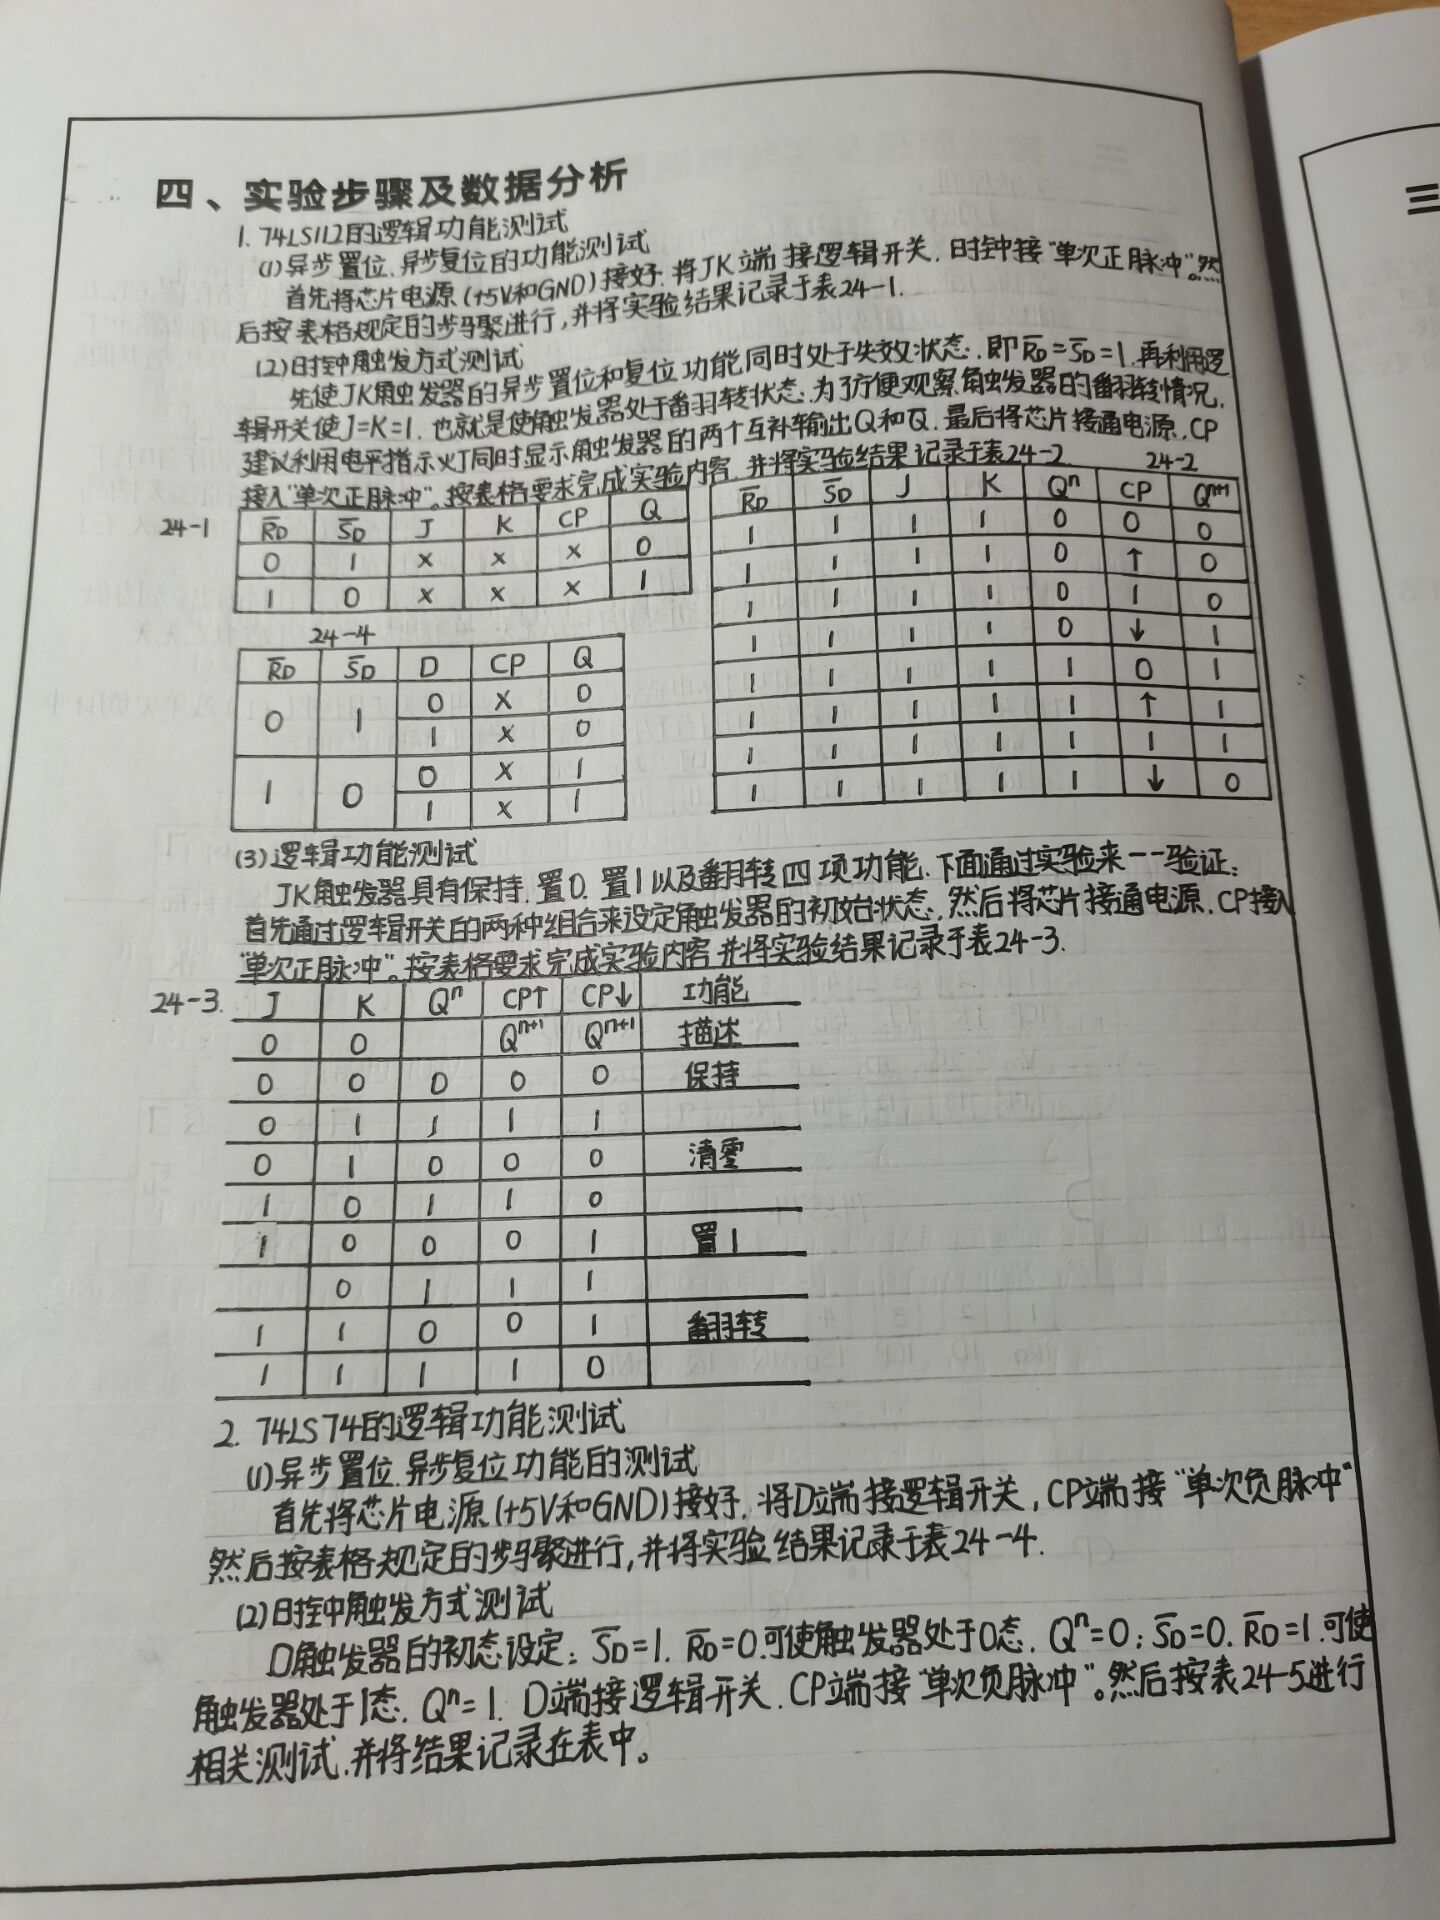 四、实验步骤及数据分析
1. 74LS112的逻辑功能测试
(1)异步置位、异步复位的功能测试
首先将芯片电源(+5V和GND)接好. 将JK端接逻辑开关. 时钟接"单次正脉冲"。然
后按表格规定的步骤进行,并将实验结果记录于表24-1.
(2)时钟触发方式测试
先使JK触发器的异步置位和复位功能同时处于失效状态. 即R̅D=S̅D=1. 再利用逻
辑开关使J=K=1. 也就是使触发器处于翻转状态. 为了方便观察触发器的翻转情况,
建议利用电平指示灯同时显示触发器的两个互补输出Q和Q̅. 最后将芯片接通电源. CP
接入"单次正脉冲"。按表格要求完成实验内容. 并将实验结果记录于表24-2.
24-1
R̅D S̅D J K CP Q
0 1 × × × 0
1 0 × × × 1
24-2
R̅D S̅D J K Qⁿ CP Qⁿ⁺¹
1 1 1 1 0 0 0
1 1 1 1 0 ↑ 0
1 1 1 1 0 1 0
1 1 1 1 0 ↓ 1
1 1 1 1 1 0 1
1 1 1 1 1 ↑ 1
1 1 1 1 1 1 1
1 1 1 1 1 ↓ 0
24-4
R̅D S̅D D CP Q
0 1 0 × 0
1 × 0
1 0 0 × 1
1 × 1
(3)逻辑功能测试
JK触发器具有保持. 置0. 置1以及翻转四项功能. 下面通过实验来一一验证:
首先通过逻辑开关的两种组合来设定触发器的初始状态. 然后将芯片接通电源. CP接入
"单次正脉冲"。按表格要求完成实验内容并将实验结果记录于表24-3.
24-3.
J K Qⁿ CP↑ CP↓ 功能
0 0 Qⁿ⁺¹ Qⁿ⁺¹ 描述
0 0 0 0 0 保持
0 1 1 1 1
0 1 0 0 0 清零
1 0 1 1 0
1 0 0 0 1 置1
0 1 1 1
1 1 0 0 1 翻转
1 1 1 1 0
2. 74LS74的逻辑功能测试
(1)异步置位. 异步复位功能的测试
首先将芯片电源(+5V和GND)接好. 将D端接逻辑开关, CP端接"单次负脉冲"
然后按表格规定的步骤进行,并将实验结果记录于表24-4.
(2)时钟触发方式测试
D触发器的初态设定: S̅D=1. R̅D=0.可使触发器处于0态. Qⁿ=0; S̅D=0. R̅D=1.可使
触发器处于1态. Qⁿ=1. D端接逻辑开关. CP端接"单次负脉冲"。然后按表24-5进行
相关测试.并将结果记录在表中。
三